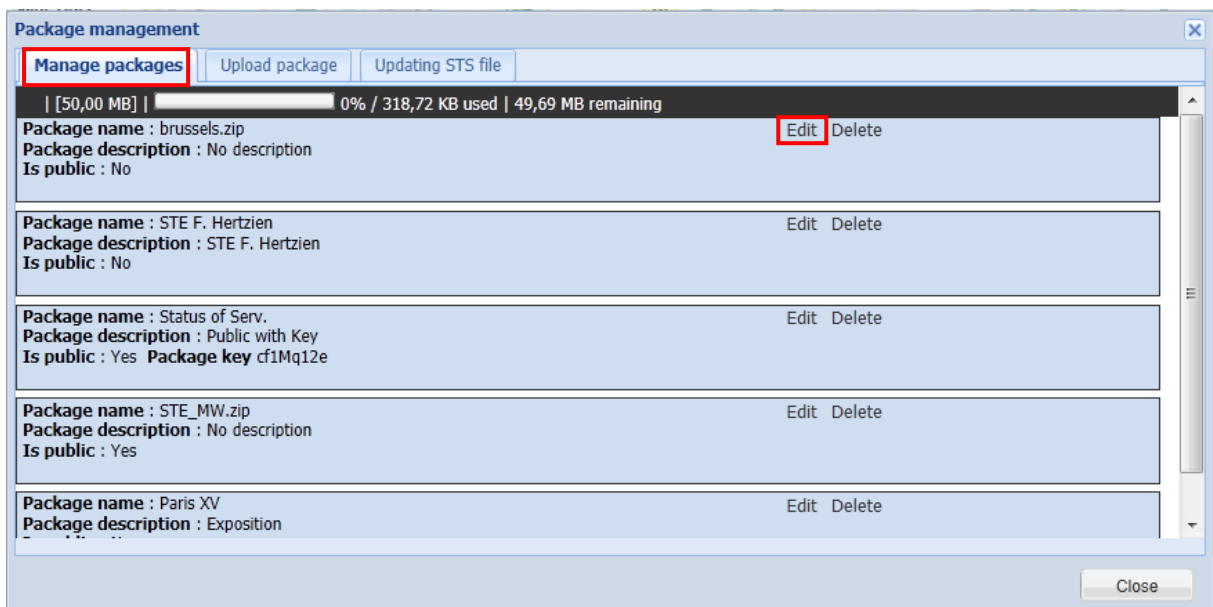 Package management
Manage packages Upload package Updating STS file
| [50,00 MB] | 0% / 318,72 KB used | 49,69 MB remaining
Package name : brussels.zip Edit Delete
Package description : No description
Is public : No
Package name : STE F. Hertzien Edit Delete
Package description : STE F. Hertzien
Is public : No
Package name : Status of Serv. Edit Delete
Package description : Public with Key
Is public : Yes Package key cf1Mq12e
Package name : STE_MW.zip Edit Delete
Package description : No description
Is public : Yes
Package name : Paris XV Edit Delete
Package description : Exposition
Close